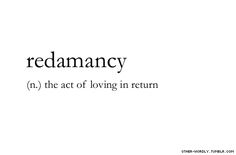 redamancy
(n.) the act of loving in return
OTHER-WORDLY.TUMBLR.COM